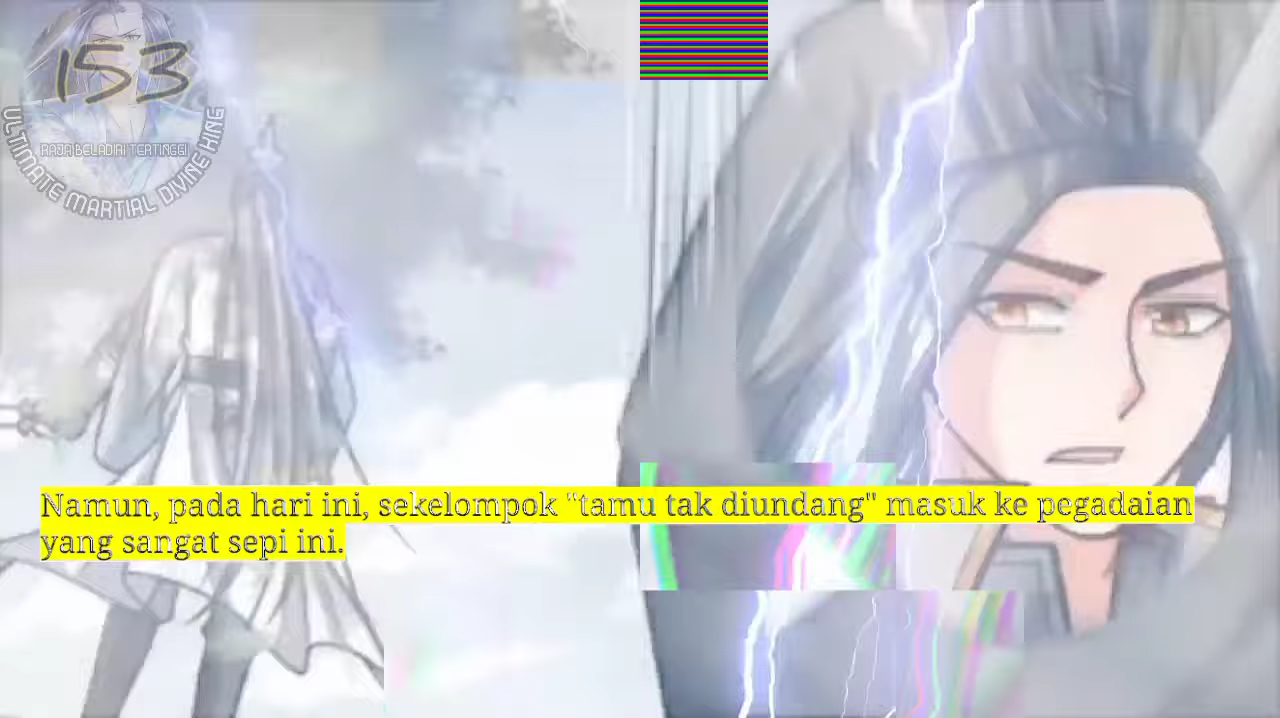 153
RAJA BELADIRI TERTINGGI
ULTIMATE MARTIAL DIVINE KING
Namun, pada hari ini, sekelompok "tamu tak diundang" masuk ke pegadaian
yang sangat sepi ini.